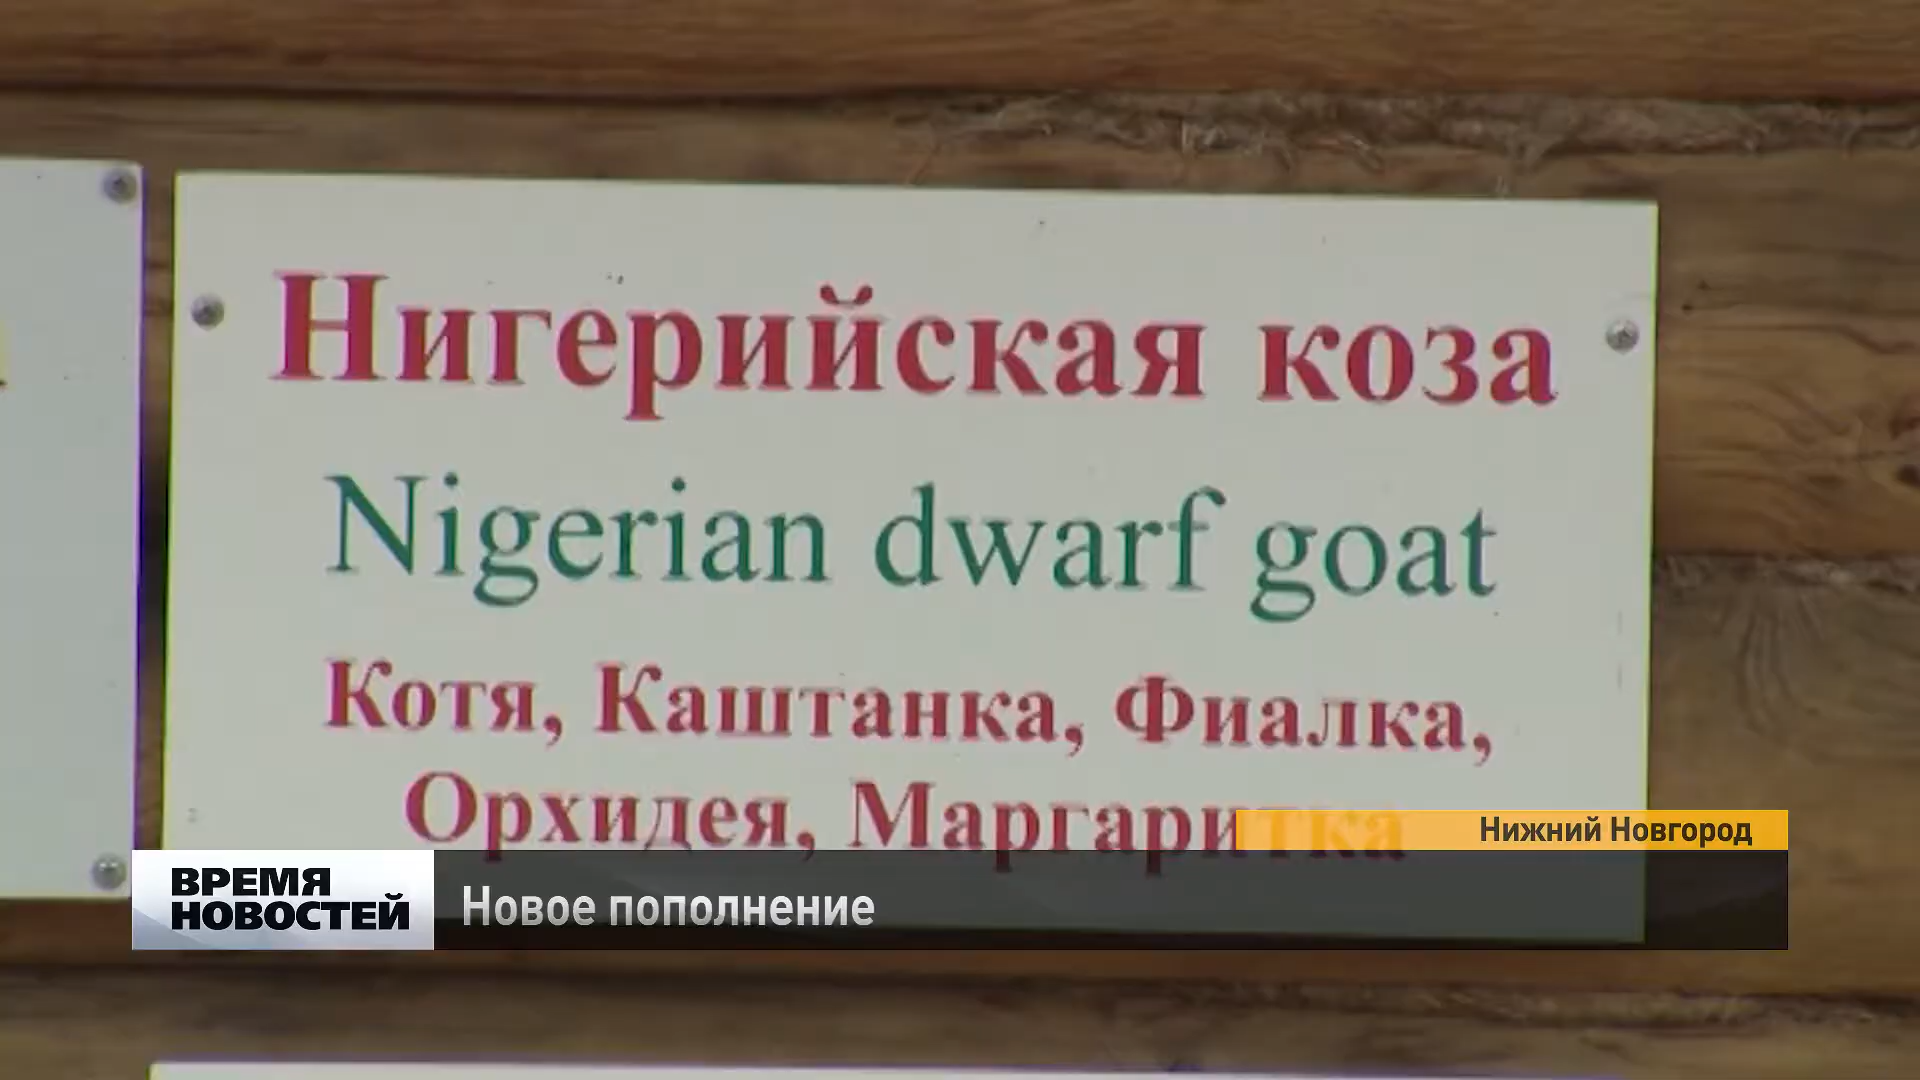 Нигерийская коза
Nigerian dwarf goat
Котя, Каштанка, Фиалка,
Орхидея, Маргаритка
Нижний Новгород
ВРЕМЯ
НОВОСТЕЙ
Новое пополнение